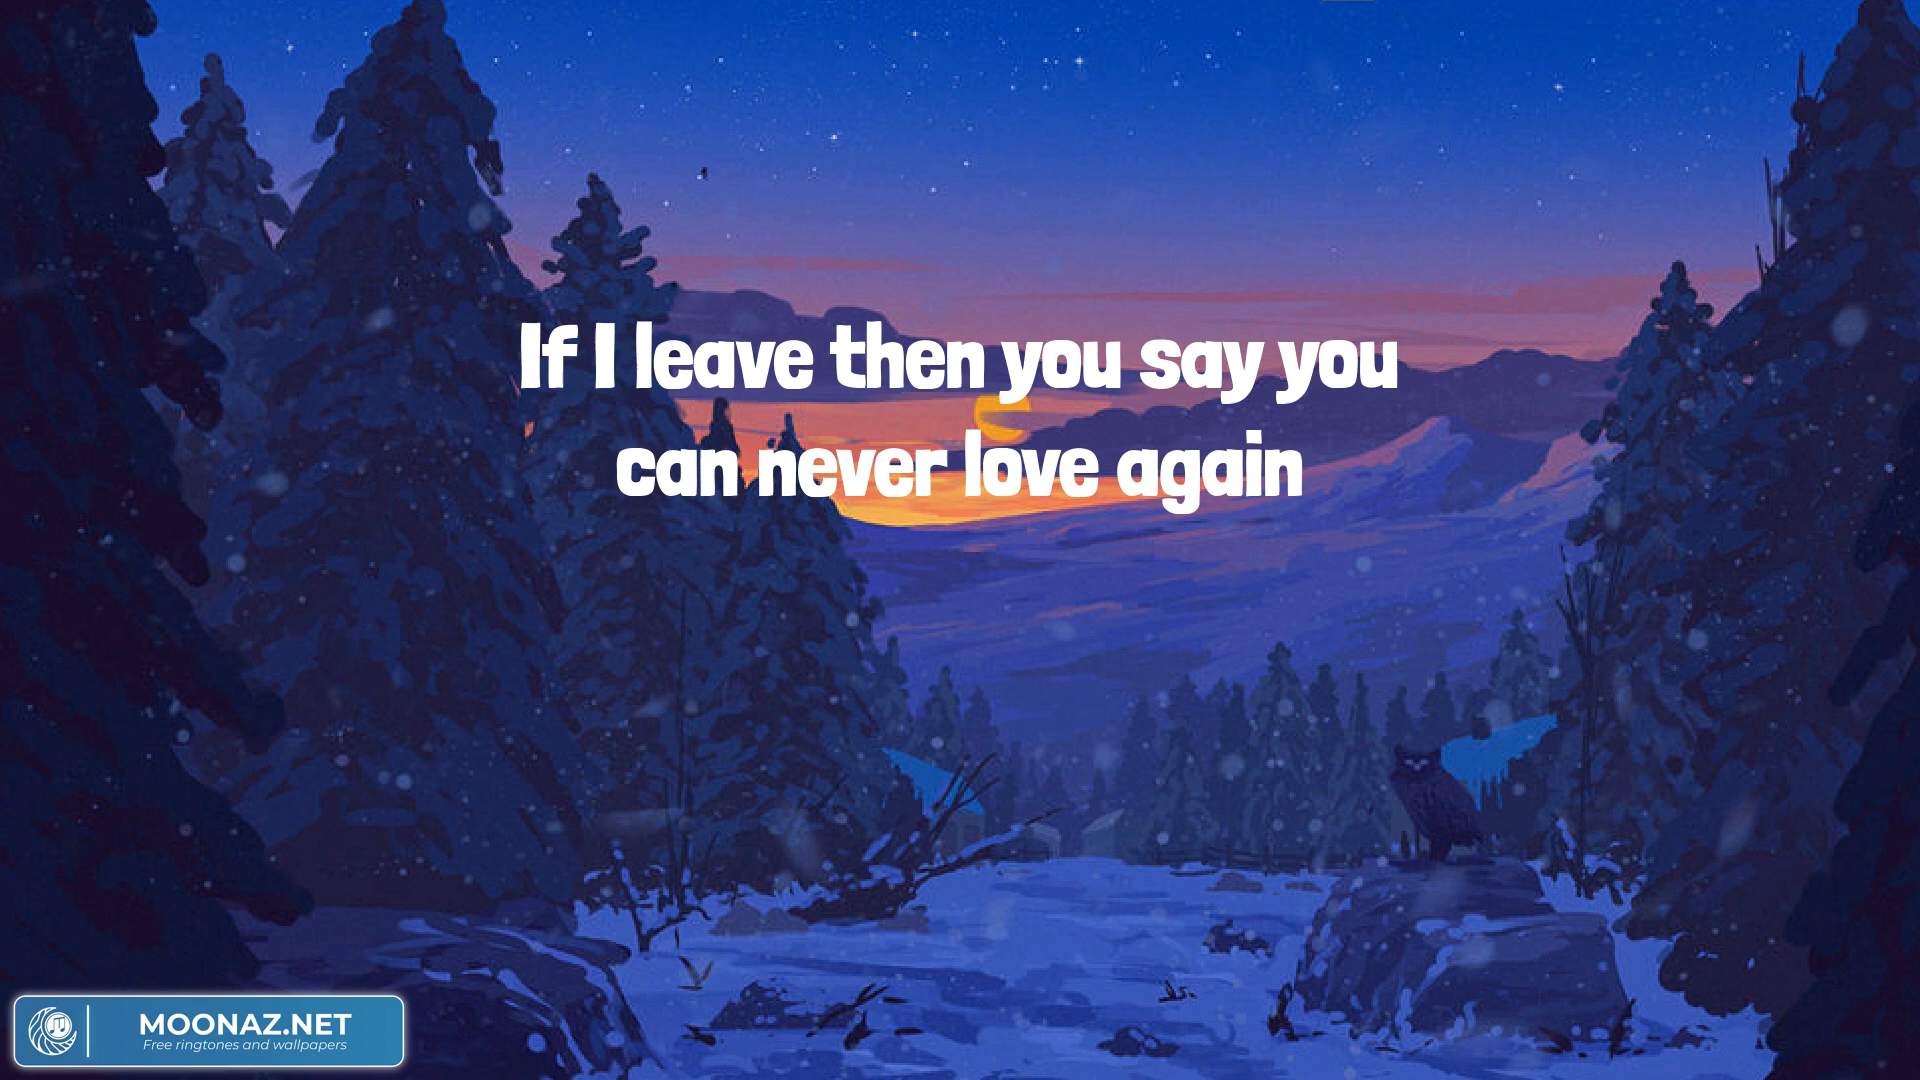 If I leave then you say you
can never love again
MOONAZ.NET
Free ringtones and wallpapers